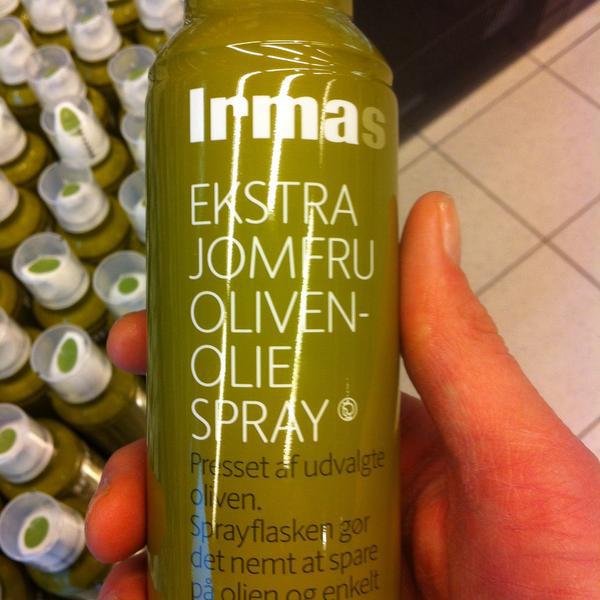 Irmas
EKSTRA
JOMFRU
OLIVEN-
OLIE
SPRAY
Presset af udvalgte
oliven.
Sprayflasken gør
det nemt at spare
på olien og enkelt